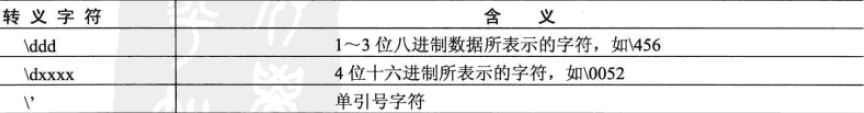 转 义 字 符 含 义
\ddd 1～3 位八进制数据所表示的字符，如\456
\dxxxx 4 位十六进制所表示的字符，如\0052
\’ 单引号字符